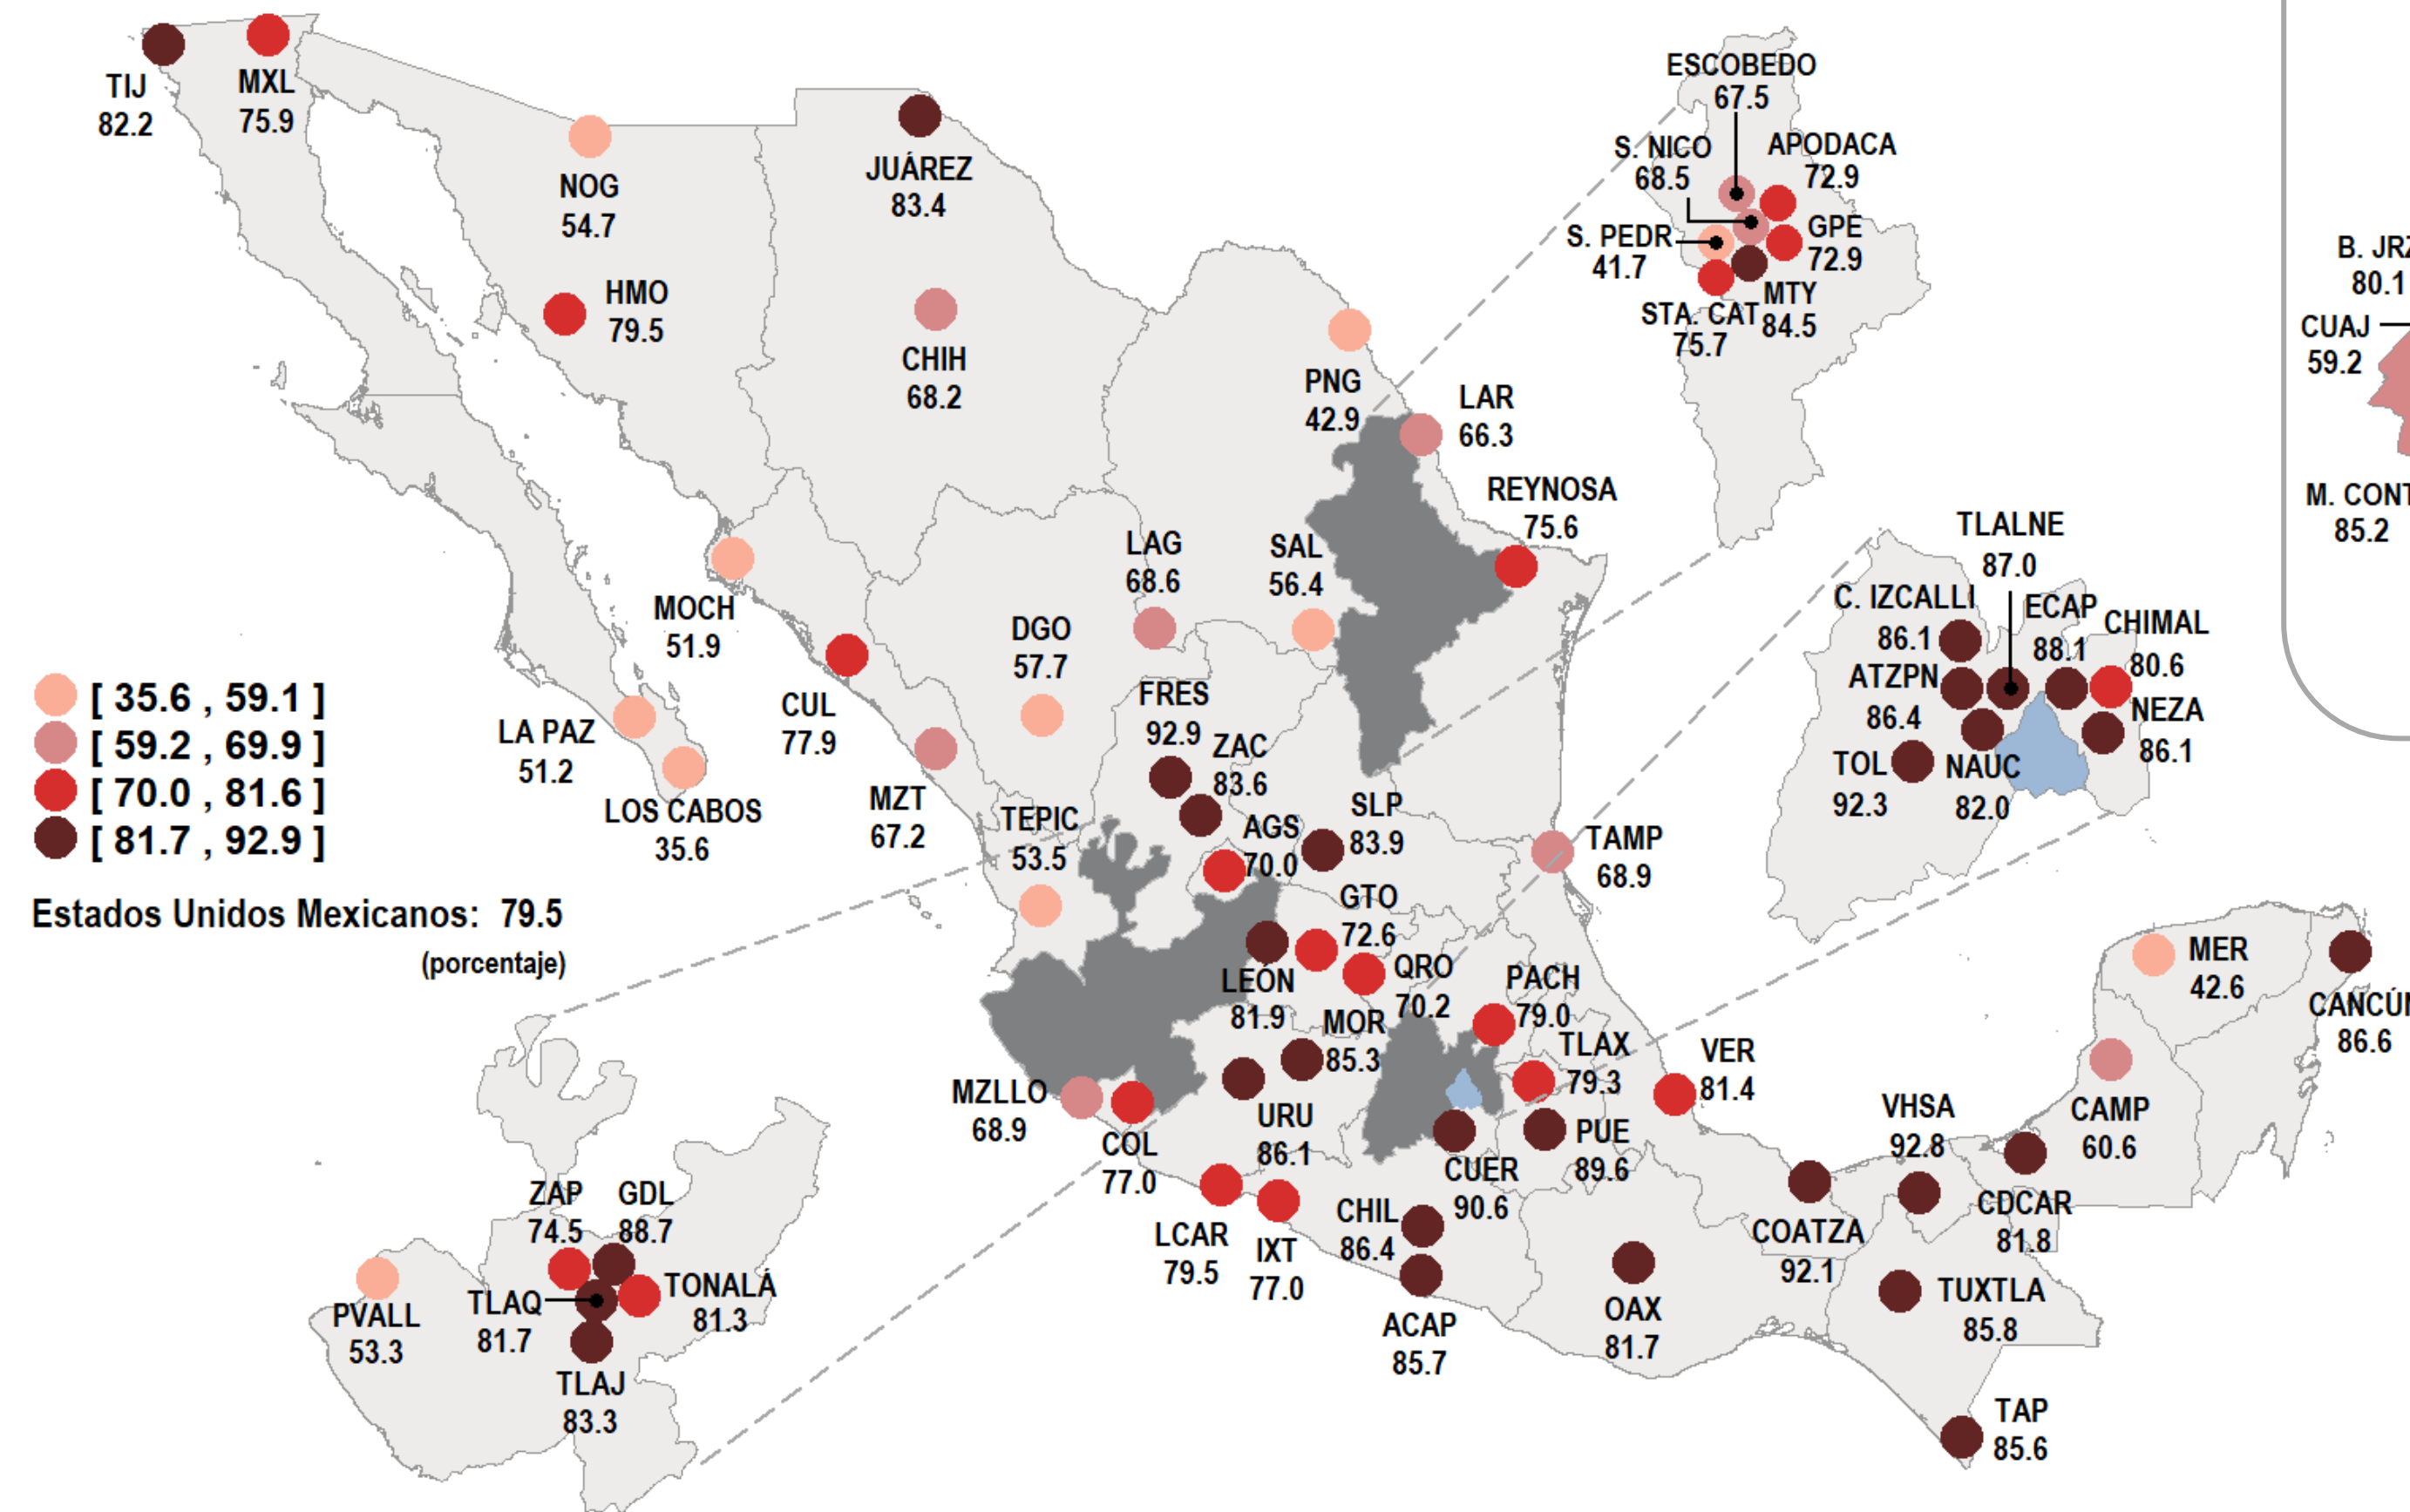 TIJ
82.2
MXL
75.9
NOG
54.7
HMO
79.5
JUÁREZ
83.4
CHIH
68.2
PNG
42.9
LAR
66.3
REYNOSA
75.6
ESCOBEDO
67.5
S. NICO
68.5
APODACA
72.9
S. PEDR
41.7
GPE
72.9
STA. CAT
75.7
MTY
84.5
B. JRZ
80.1
CUAJ
59.2
M. CONT
85.2
MOCH
51.9
CUL
77.9
DGO
57.7
LAG
68.6
SAL
56.4
LA PAZ
51.2
LOS CABOS
35.6
MZT
67.2
[ 35.6 , 59.1 ]
[ 59.2 , 69.9 ]
[ 70.0 , 81.6 ]
[ 81.7 , 92.9 ]
Estados Unidos Mexicanos: 79.5
(porcentaje)
FRES
92.9
ZAC
83.6
TEPIC
53.5
AGS
70.0
SLP
83.9
TAMP
68.9
GTO
72.6
LEÓN
81.9
QRO
70.2
PACH
79.0
MOR
85.3
TLAX
79.3
VER
81.4
URU
86.1
MZLLO
68.9
COL
77.0
CUER
90.6
PUE
89.6
LCAR
79.5
IXT
77.0
CHIL
86.4
ACAP
85.7
OAX
81.7
COATZA
92.1
VHSA
92.8
CDCAR
81.8
TUXTLA
85.8
TAP
85.6
CAMP
60.6
MER
42.6
CANCÚN
86.6
TLALNE
87.0
C. IZCALLI
86.1
ECAP
88.1
CHIMAL
80.6
ATZPN
86.4
NEZA
86.1
TOL
92.3
NAUC
82.0
ZAP
74.5
GDL
88.7
PVALL
53.3
TLAQ
81.7
TONALÁ
81.3
TLAJ
83.3